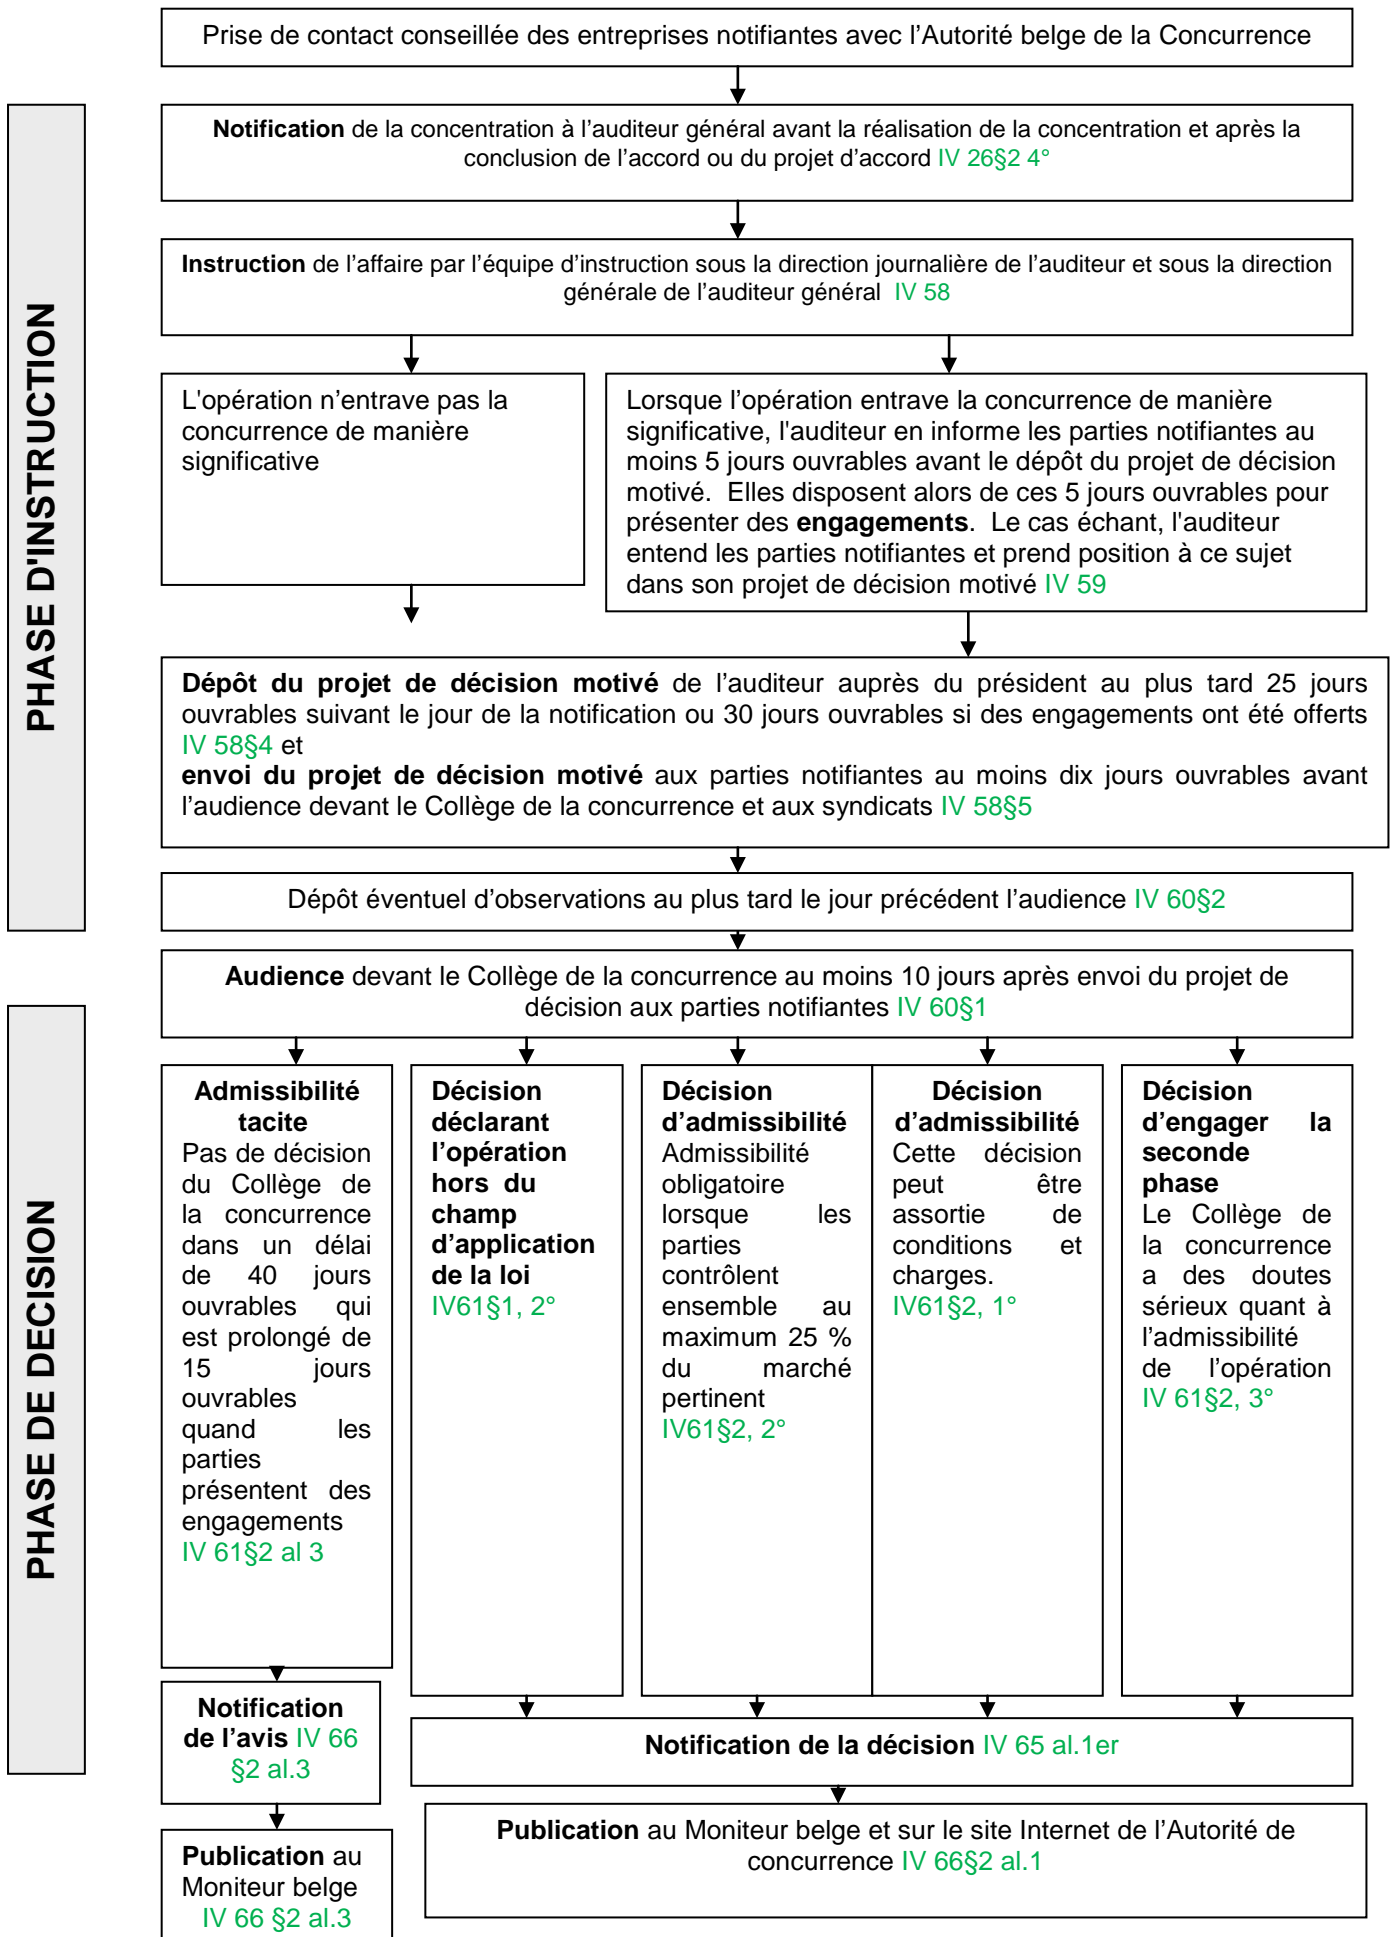 Prise de contact conseillée des entreprises notifiantes avec l’Autorité belge de la Concurrence
PHASE D'INSTRUCTION
Notification de la concentration à l’auditeur général avant la réalisation de la concentration et après la
conclusion de l’accord ou du projet d’accord IV 26§2 4°
Instruction de l’affaire par l’équipe d’instruction sous la direction journalière de l’auditeur et sous la direction
générale de l’auditeur général IV 58
L'opération n’entrave pas la
concurrence de manière
significative
Lorsque l’opération entrave la concurrence de manière
significative, l'auditeur en informe les parties notifiantes au
moins 5 jours ouvrables avant le dépôt du projet de décision
motivé. Elles disposent alors de ces 5 jours ouvrables pour
présenter des engagements. Le cas échant, l'auditeur
entend les parties notifiantes et prend position à ce sujet
dans son projet de décision motivé IV 59
Dépôt du projet de décision motivé de l’auditeur auprès du président au plus tard 25 jours
ouvrables suivant le jour de la notification ou 30 jours ouvrables si des engagements ont été offerts
IV 58§4 et
envoi du projet de décision motivé aux parties notifiantes au moins dix jours ouvrables avant
l’audience devant le Collège de la concurrence et aux syndicats IV 58§5
Dépôt éventuel d’observations au plus tard le jour précédent l’audience IV 60§2
Audience devant le Collège de la concurrence au moins 10 jours après envoi du projet de
décision aux parties notifiantes IV 60§1
PHASE DE DECISION
Admissibilité
tacite
Pas de décision
du Collège de
la concurrence
dans un délai
de 40 jours
ouvrables qui
est prolongé de
15 jours
ouvrables
quand les
parties
présentent des
engagements
IV 61§2 al 3
Décision
déclarant
l’opération
hors du
champ
d’application
de la loi
IV61§1, 2°
Décision
d’admissibilité
Admissibilité
obligatoire
lorsque les
parties
contrôlent
ensemble au
maximum 25 %
du marché
pertinent
IV61§2, 2°
Décision
d’admissibilité
Cette décision
peut être
assortie de
conditions et
charges.
IV61§2, 1°
Décision
d’engager la
seconde
phase
Le Collège de
la concurrence
a des doutes
sérieux quant à
l’admissibilité
de l’opération
IV 61§2, 3°
Notification
de l’avis IV 66
§2 al.3
Notification de la décision IV 65 al.1er
Publication au
Moniteur belge
IV 66 §2 al.3
Publication au Moniteur belge et sur le site Internet de l’Autorité de
concurrence IV 66§2 al.1